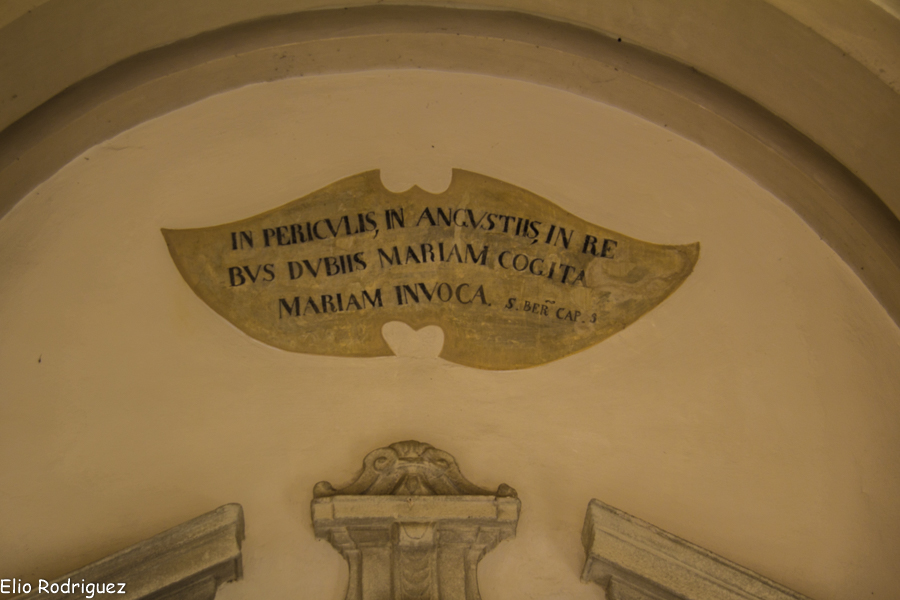 IN PERICVLIS, IN ANGVSTIIS, IN RE
BVS DVBIIS MARIAM COGITA
MARIAM INVOCA. S. BER̃. CAP. 3
Elio Rodriguez